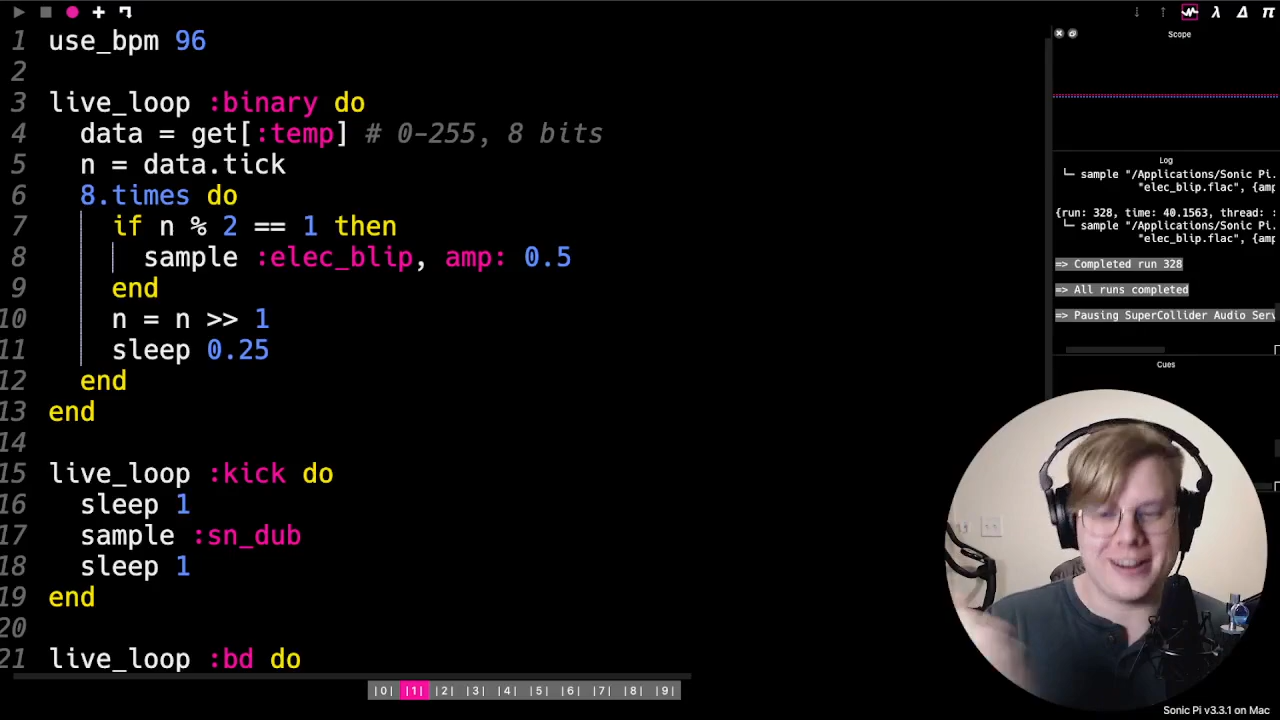 1 use_bpm 96
2
3 live_loop :binary do
4 data = get[:temp] # 0-255, 8 bits
5 n = data.tick
6 8.times do
7 if n % 2 == 1 then
8 sample :elec_blip, amp: 0.5
9 end
10 n = n >> 1
11 sleep 0.25
12 end
13 end
14
15 live_loop :kick do
16 sleep 1
17 sample :sn_dub
18 sleep 1
19 end
20
21 live_loop :bd do
|0| |1| |2| |3| |4| |5| |6| |7| |8| |9|
λ Δ π
Scope
Log
└─ sample "/Applications/Sonic Pi.
"elec_blip.flac", {amp
{run: 328, time: 40.1563, thread: :
└─ sample "/Applications/Sonic Pi.
"elec_blip.flac", {amp
=> Completed run 328
=> All runs completed
=> Pausing SuperCollider Audio Serv
Cues
Sonic Pi v3.3.1 on Mac